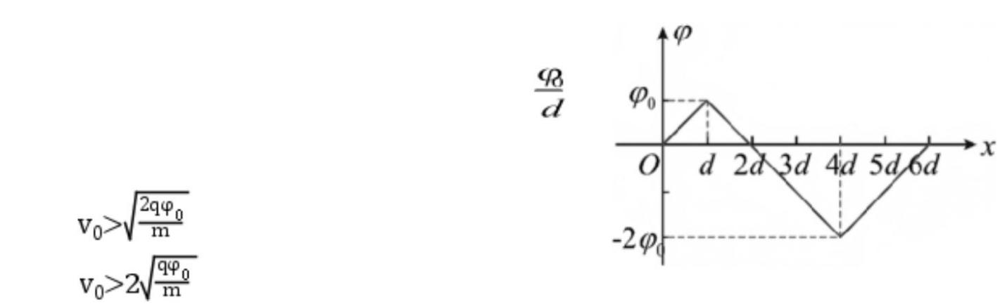 φ
φ₀/d
φ₀
O d 2d 3d 4d 5d 6d x
-2φ₀
v₀>√(2qφ₀/m)
v₀>2√(qφ₀/m)